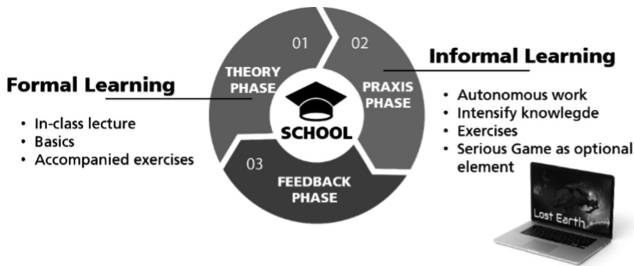 Formal Learning
• In-class lecture
• Basics
• Accompanied exercises
01
THEORY
PHASE
02
PRAXIS
PHASE
SCHOOL
03
FEEDBACK
PHASE
Informal Learning
• Autonomous work
• Intensify knowlegde
• Exercises
• Serious Game as optional
element
Lost Earth